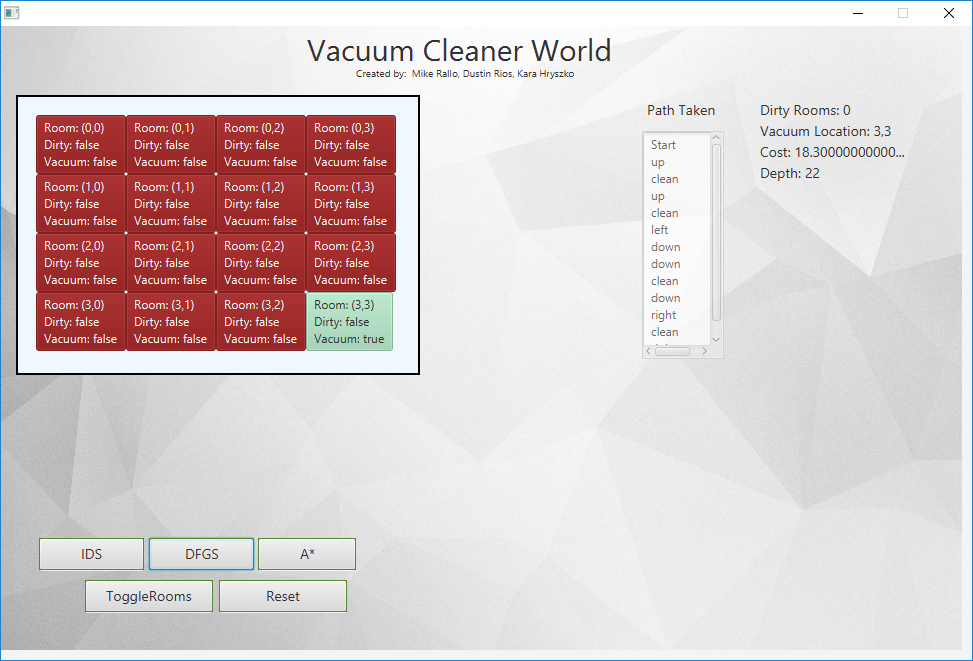 Vacuum Cleaner World
Created by: Mike Rallo, Dustin Rios, Kara Hryszko
Room: (0,0)
Dirty: false
Vacuum: false
Room: (0,1)
Dirty: false
Vacuum: false
Room: (0,2)
Dirty: false
Vacuum: false
Room: (0,3)
Dirty: false
Vacuum: false
Room: (1,0)
Dirty: false
Vacuum: false
Room: (1,1)
Dirty: false
Vacuum: false
Room: (1,2)
Dirty: false
Vacuum: false
Room: (1,3)
Dirty: false
Vacuum: false
Room: (2,0)
Dirty: false
Vacuum: false
Room: (2,1)
Dirty: false
Vacuum: false
Room: (2,2)
Dirty: false
Vacuum: false
Room: (2,3)
Dirty: false
Vacuum: false
Room: (3,0)
Dirty: false
Vacuum: false
Room: (3,1)
Dirty: false
Vacuum: false
Room: (3,2)
Dirty: false
Vacuum: false
Room: (3,3)
Dirty: false
Vacuum: true
Path Taken
Start
up
clean
up
clean
left
down
down
clean
down
right
clean
Dirty Rooms: 0
Vacuum Location: 3,3
Cost: 18.30000000000...
Depth: 22
IDS
DFGS
A*
ToggleRooms
Reset